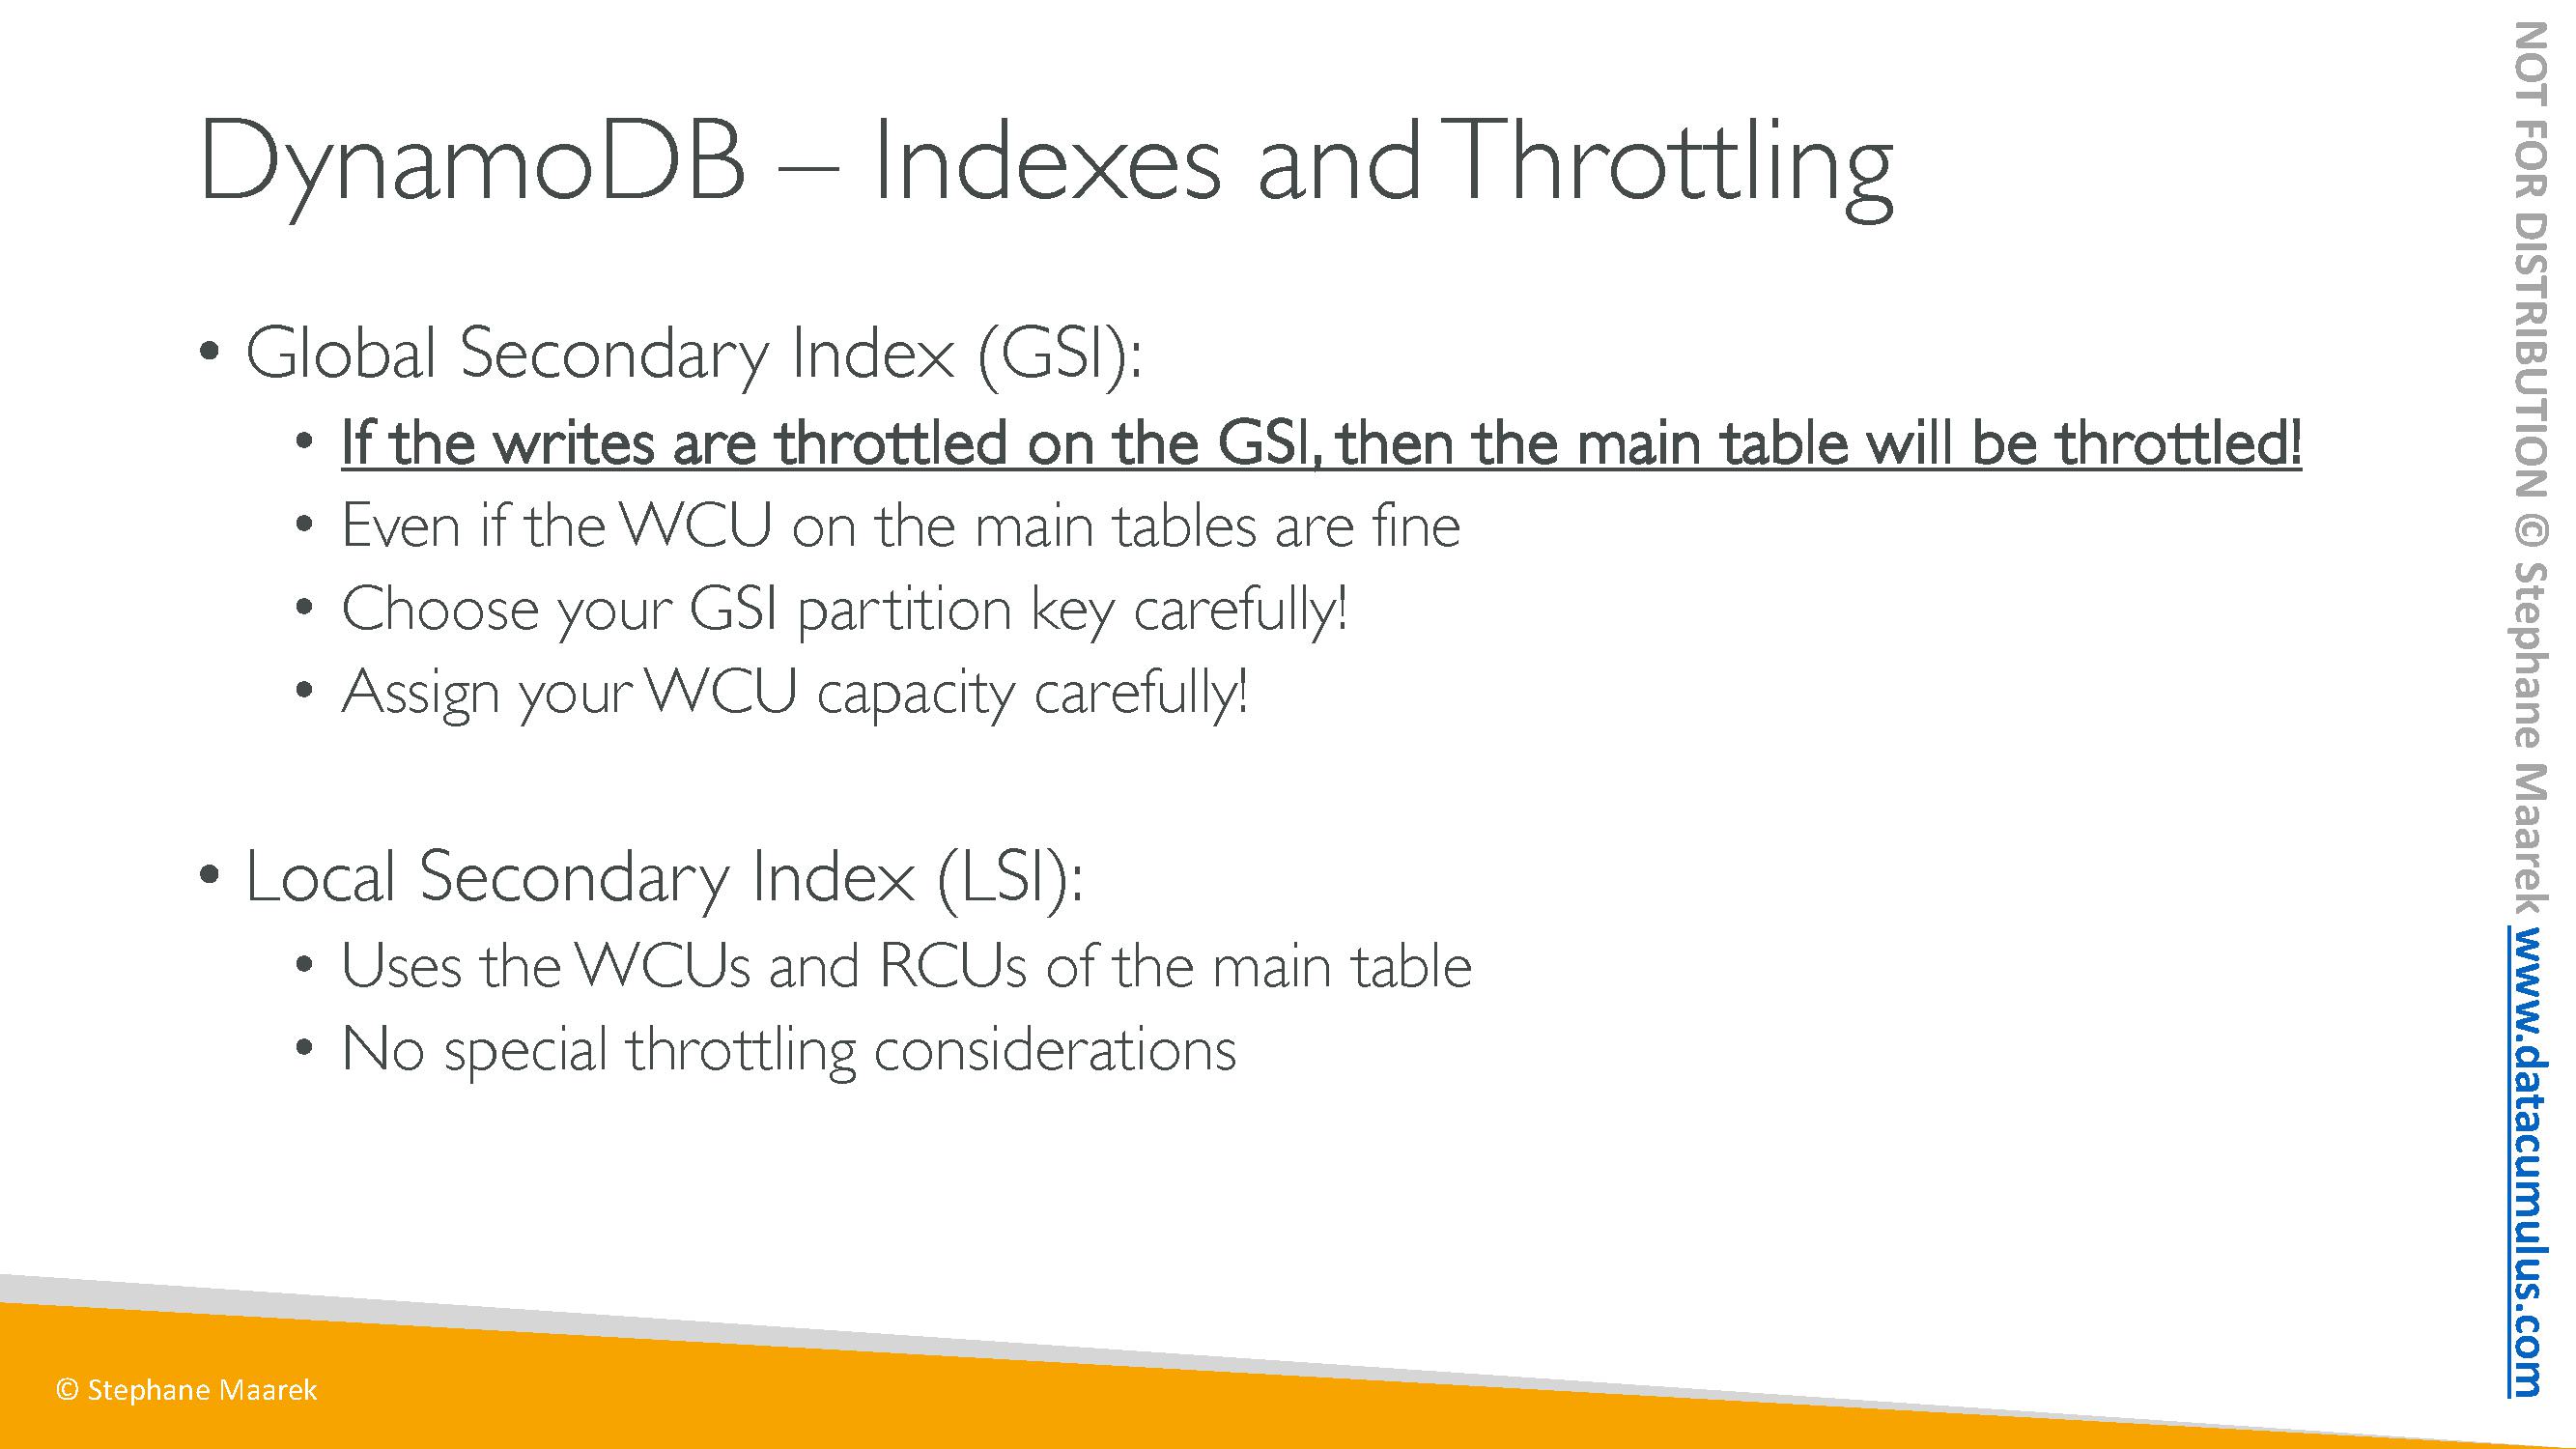 DynamoDB – Indexes and Throttling
• Global Secondary Index (GSI):
• If the writes are throttled on the GSI, then the main table will be throttled!
• Even if the WCU on the main tables are fine
• Choose your GSI partition key carefully!
• Assign your WCU capacity carefully!
• Local Secondary Index (LSI):
• Uses the WCUs and RCUs of the main table
• No special throttling considerations
© Stephane Maarek
NOT FOR DISTRIBUTION © Stephane Maarek www.datacumulus.com